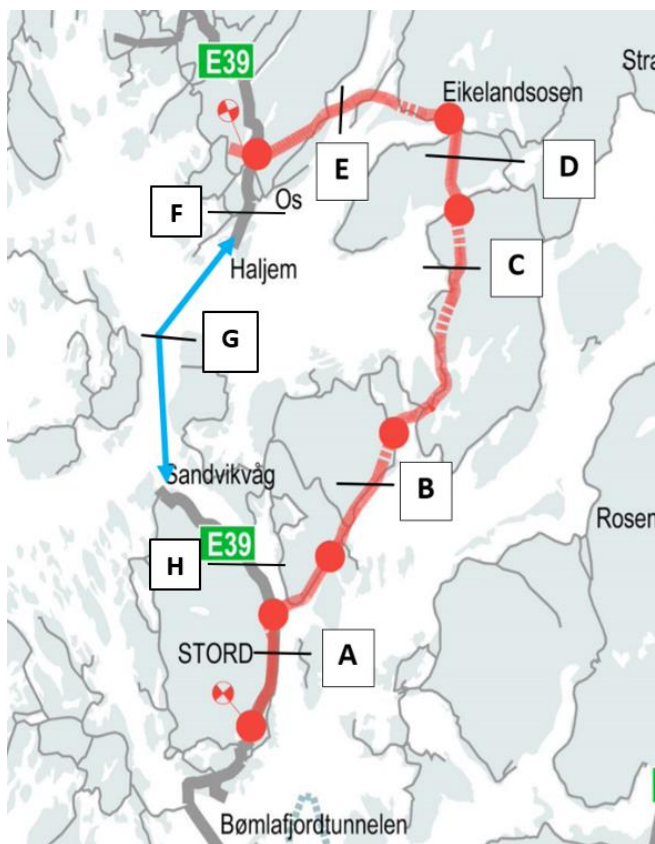 E39
Eikelandsosen
Stra
E
D
F
Os
Haljem
C
G
Sandvikvåg
B
Rosen
E39
H
STORD
A
Bømlafjordtunnelen